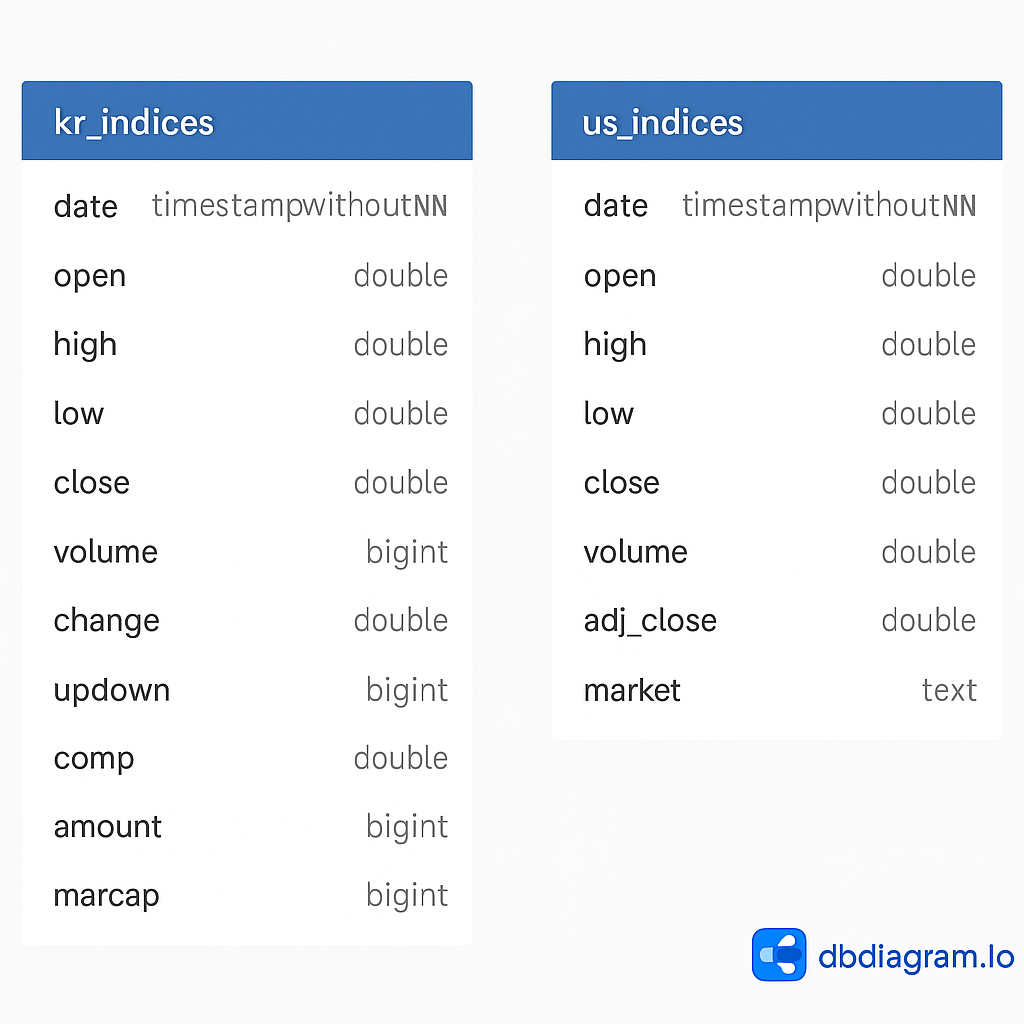 kr_indices
date timestampwithoutNN
open double
high double
low double
close double
volume bigint
change double
updown bigint
comp double
amount bigint
marcap bigint
us_indices
date timestampwithoutNN
open double
high double
low double
close double
volume double
adj_close double
market text
dbdiagram.lo